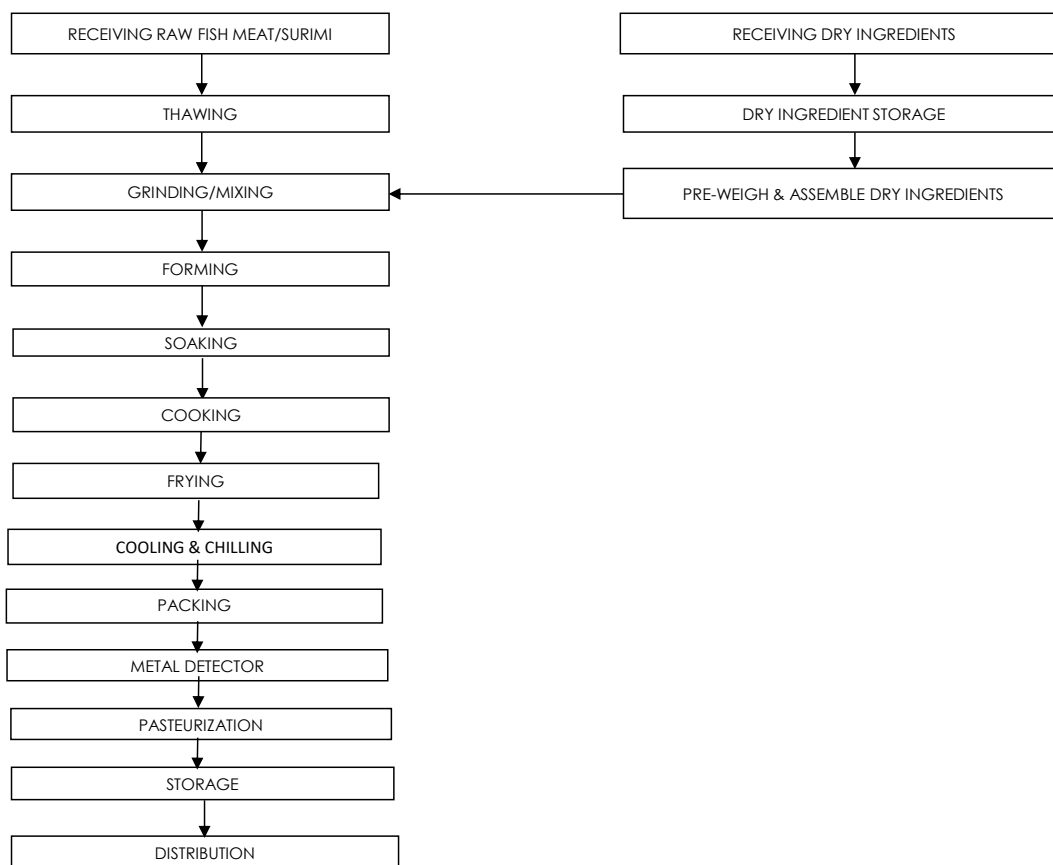 RECEIVING RAW FISH MEAT/SURIMI
RECEIVING DRY INGREDIENTS
THAWING
DRY INGREDIENT STORAGE
GRINDING/MIXING
PRE-WEIGH & ASSEMBLE DRY INGREDIENTS
FORMING
SOAKING
COOKING
FRYING
COOLING & CHILLING
PACKING
METAL DETECTOR
PASTEURIZATION
STORAGE
DISTRIBUTION